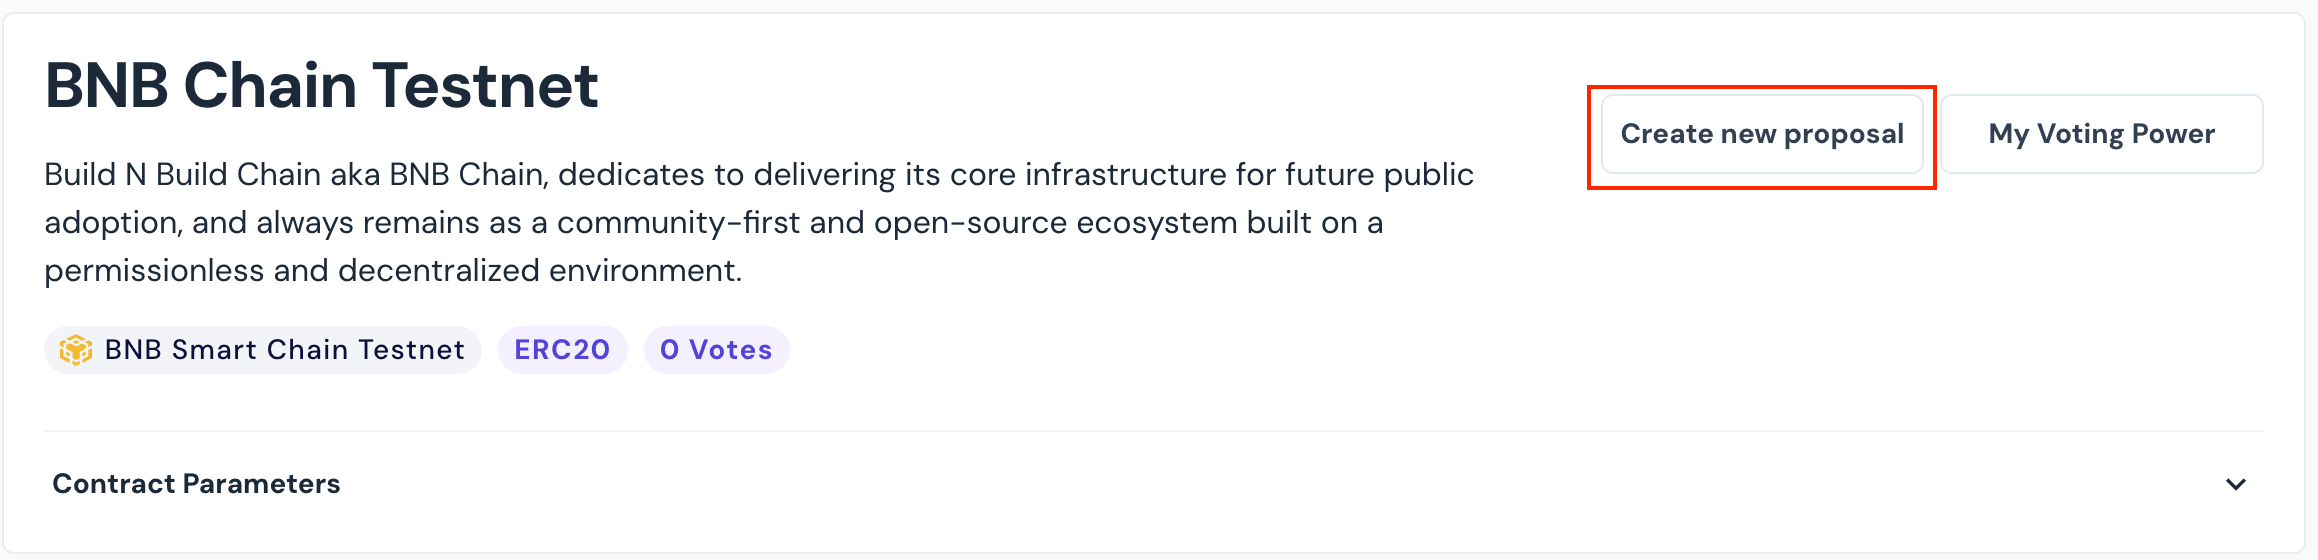 BNB Chain Testnet
Create new proposal
My Voting Power
Build N Build Chain aka BNB Chain, dedicates to delivering its core infrastructure for future public
adoption, and always remains as a community-first and open-source ecosystem built on a
permissionless and decentralized environment.
BNB Smart Chain Testnet ERC20 0 Votes
Contract Parameters